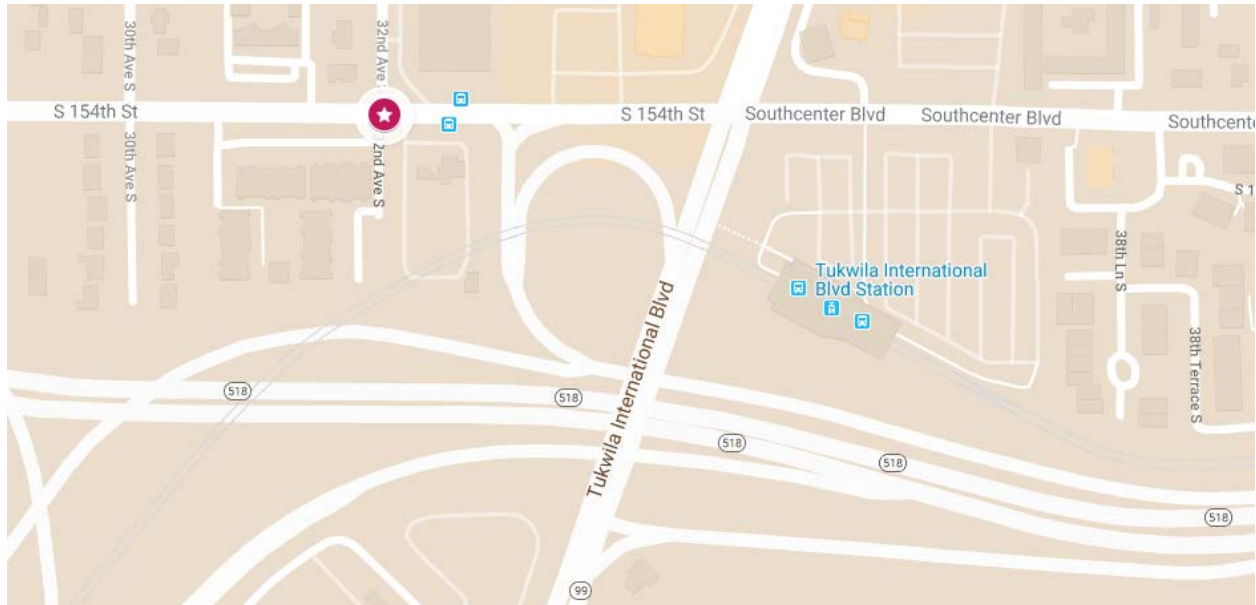 30th Ave S
32nd Ave
S 154th St
S 154th St
Southcenter Blvd
Southcenter Blvd
Southcente
30th Ave S
2nd Ave S
S 1
38th Ln S
Tukwila International
Blvd Station
Tukwila International Blvd
38th Terrace S
518
518
518
518
518
99